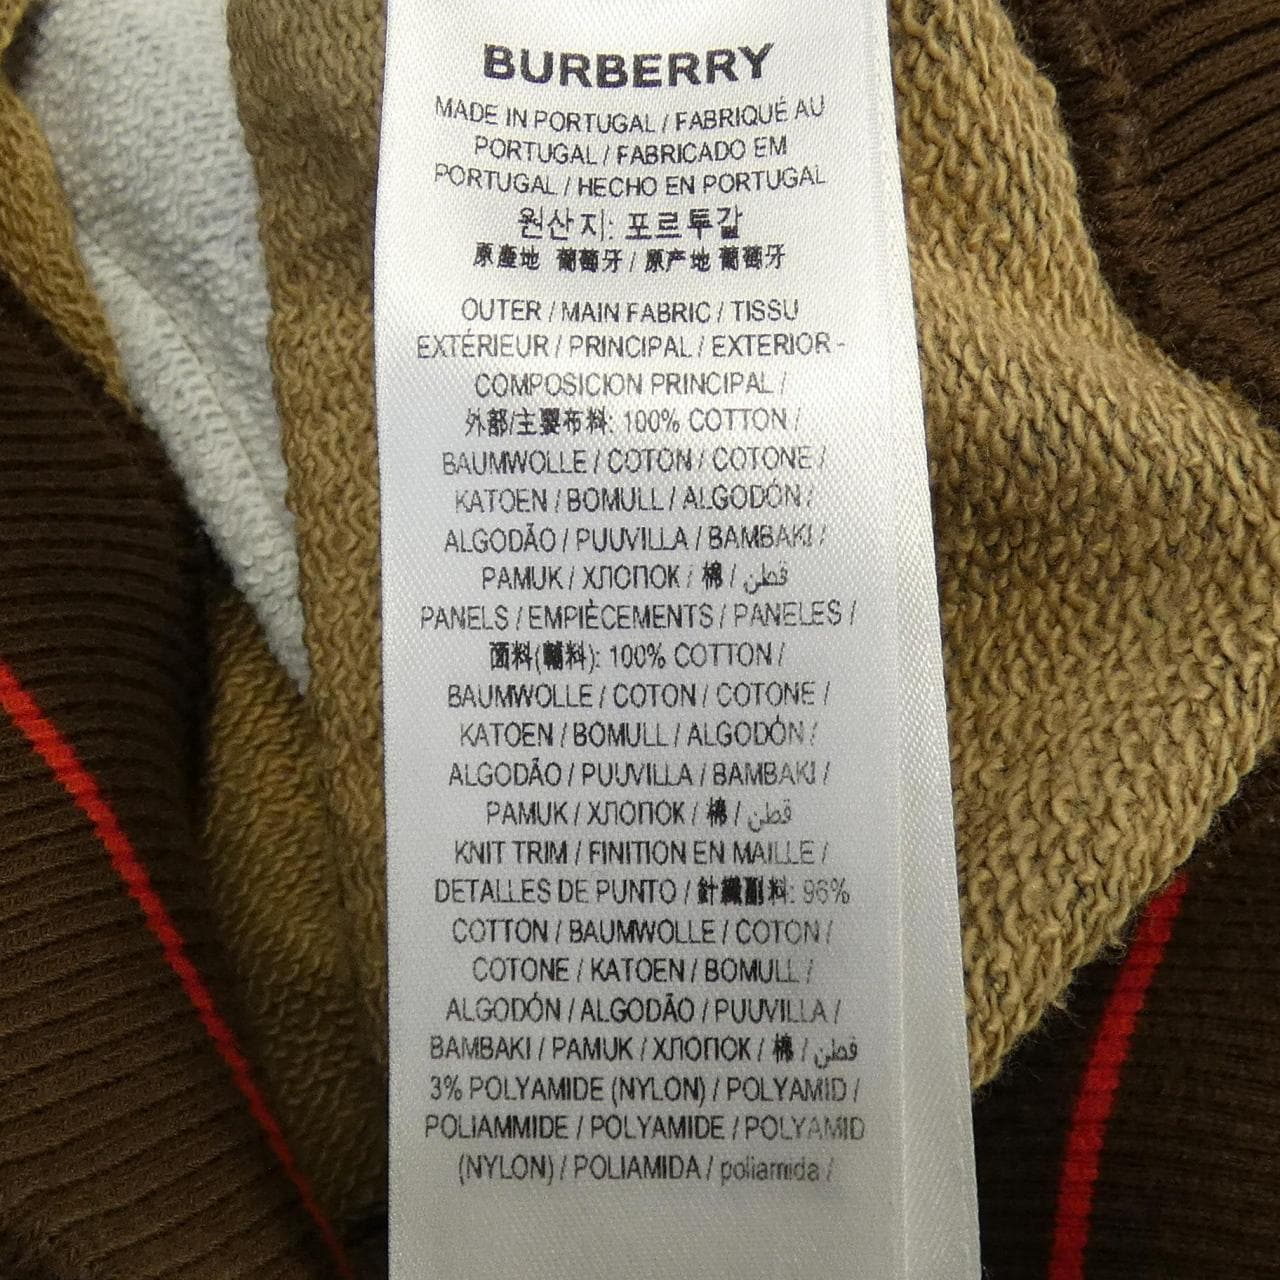 BURBERRY
MADE IN PORTUGAL / FABRIQUÉ AU
PORTUGAL / FABRICADO EM
PORTUGAL / HECHO EN PORTUGAL
원산지: 포르투갈
原產地 葡萄牙 / 原产地 葡萄牙
OUTER / MAIN FABRIC / TISSU
EXTÉRIEUR / PRINCIPAL / EXTERIOR -
COMPOSICION PRINCIPAL /
外部/主要布料: 100% COTTON /
BAUMWOLLE / COTON / COTONE /
KATOEN / BOMULL / ALGODÓN /
ALGODÃO / PUUVILLA / BAMBAKI /
PAMUK / ХЛОПОК / 棉 / قطن
PANELS / EMPIÈCEMENTS / PANELES /
面料(輔料): 100% COTTON /
BAUMWOLLE / COTON / COTONE /
KATOEN / BOMULL / ALGODÓN /
ALGODÃO / PUUVILLA / BAMBAKI /
PAMUK / ХЛОПОК / 棉 / قطن
KNIT TRIM / FINITION EN MAILLE /
DETALLES DE PUNTO / 針織副料: 96%
COTTON / BAUMWOLLE / COTON /
COTONE / KATOEN / BOMULL /
ALGODÓN / ALGODÃO / PUUVILLA /
BAMBAKI / PAMUK / ХЛОПОК / 棉 / قطن
3% POLYAMIDE (NYLON) / POLYAMID /
POLIAMMIDE / POLYAMIDE / POLYAMID
(NYLON) / POLIAMIDA / poliamida /